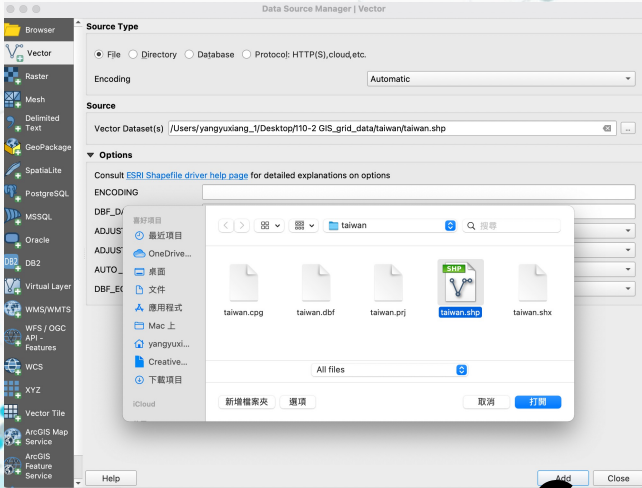 Data Source Manager | Vector
Browser
Vector
Raster
Mesh
Delimited
Text
GeoPackage
SpatiaLite
PostgreSQL
MSSQL
Oracle
DB2
DB2
Virtual Layer
WMS/WMTS
WFS / OGC
API -
Features
WCS
XYZ
Vector Tile
ArcGIS Map
Service
ArcGIS
Feature
Service
Source Type
File Directory Database Protocol: HTTP(S),cloud,etc.
Encoding Automatic
Source
Vector Dataset(s) /Users/yangyuxiang_1/Desktop/110-2 GIS_grid_data/taiwan/taiwan.shp
Options
Consult ESRI Shapefile driver help page for detailed explanations on options
ENCODING
DBF_DA
ADJUS
ADJUS
AUTO_
DBF_EO
喜好項目
最近項目
OneDrive...
桌面
文件
應用程式
Mac 上
yangyuxi...
Creative...
下載項目
iCloud
taiwan
搜尋
SHP
taiwan.cpg taiwan.dbf taiwan.prj taiwan.shp taiwan.shx
All files
新增檔案夾 選項 取消 打開
Help Add Close